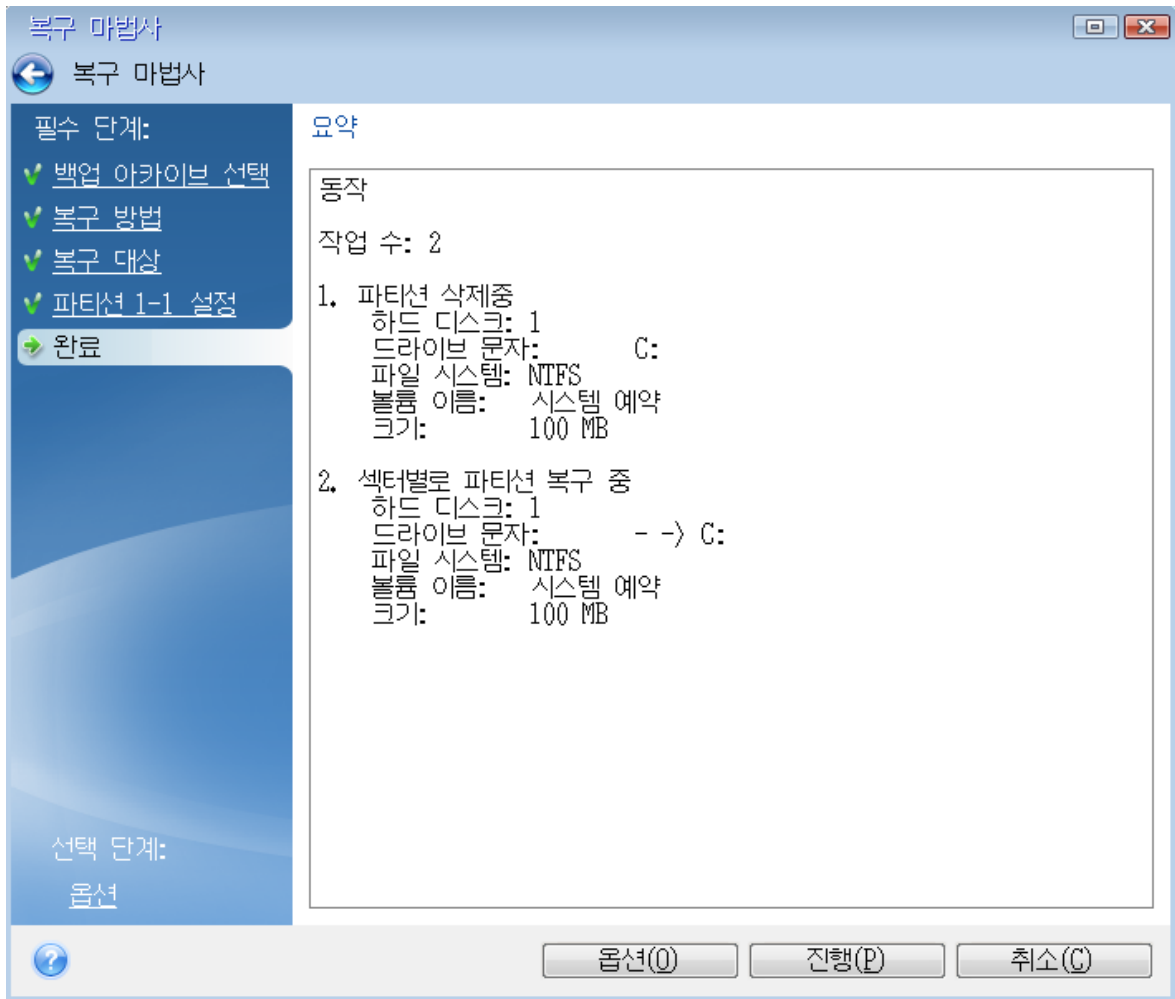 복구 마법사
복구 마법사
필수 단계:
백업 아카이브 선택
복구 방법
복구 대상
파티션 1-1 설정
완료
선택 단계:
옵션
요약
동작
작업 수: 2
1. 파티션 삭제중
하드 디스크: 1
드라이브 문자: C:
파일 시스템: NTFS
볼륨 이름: 시스템 예약
크기: 100 MB
2. 섹터별로 파티션 복구 중
하드 디스크: 1
드라이브 문자: - -> C:
파일 시스템: NTFS
볼륨 이름: 시스템 예약
크기: 100 MB
옵션(O) 진행(P) 취소(C)